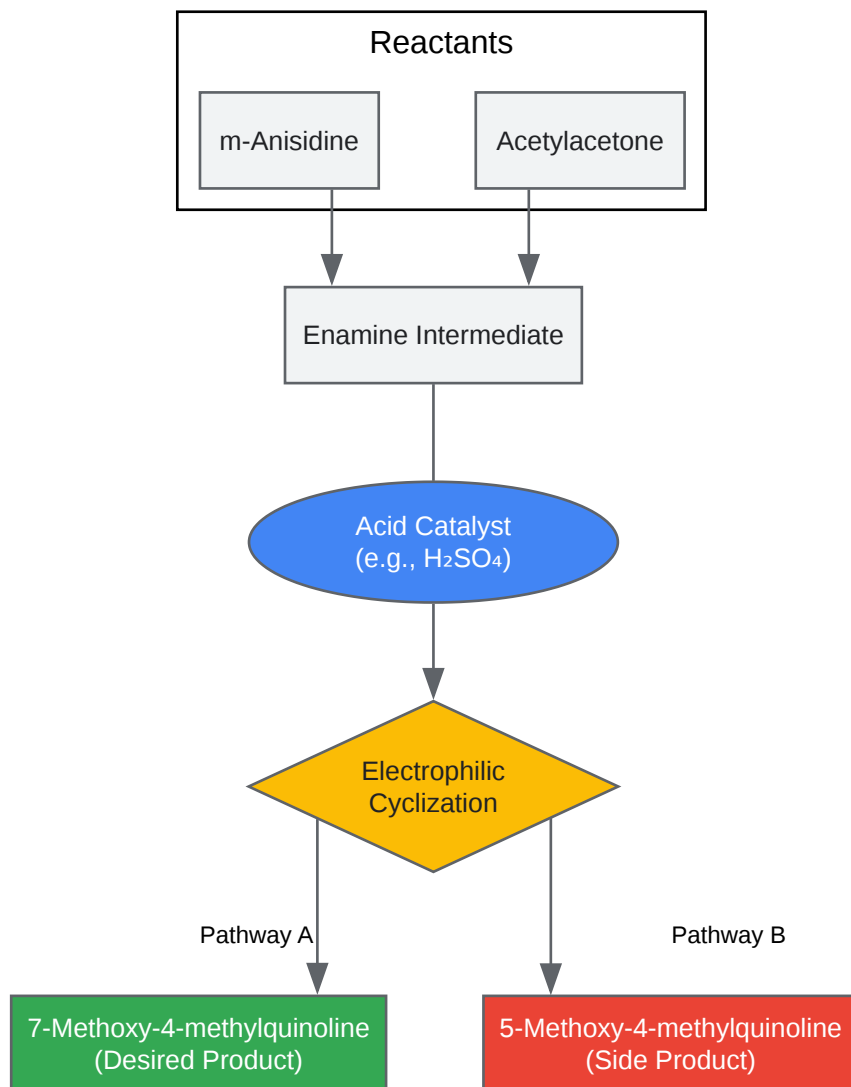 Reactants
m-Anisidine
Acetylacetone
Enamine Intermediate
Acid Catalyst
(e.g., H₂SO₄)
Electrophilic
Cyclization
Pathway A
Pathway B
7-Methoxy-4-methylquinoline
(Desired Product)
5-Methoxy-4-methylquinoline
(Side Product)